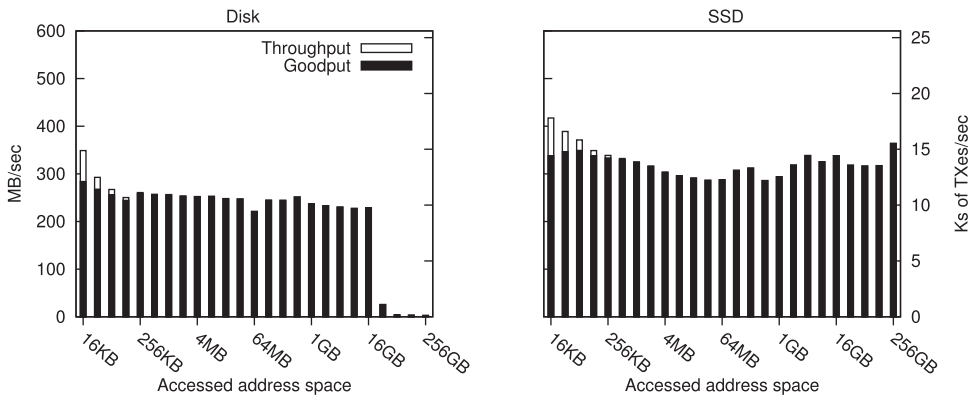 Disk
SSD
600
500
400
300
200
100
0
MB/sec
Throughput
Goodput
16KB
256KB
4MB
64MB
1GB
16GB
256GB
Accessed address space
25
20
15
10
5
0
Ks of TXes/sec
16KB
256KB
4MB
64MB
1GB
16GB
256GB
Accessed address space